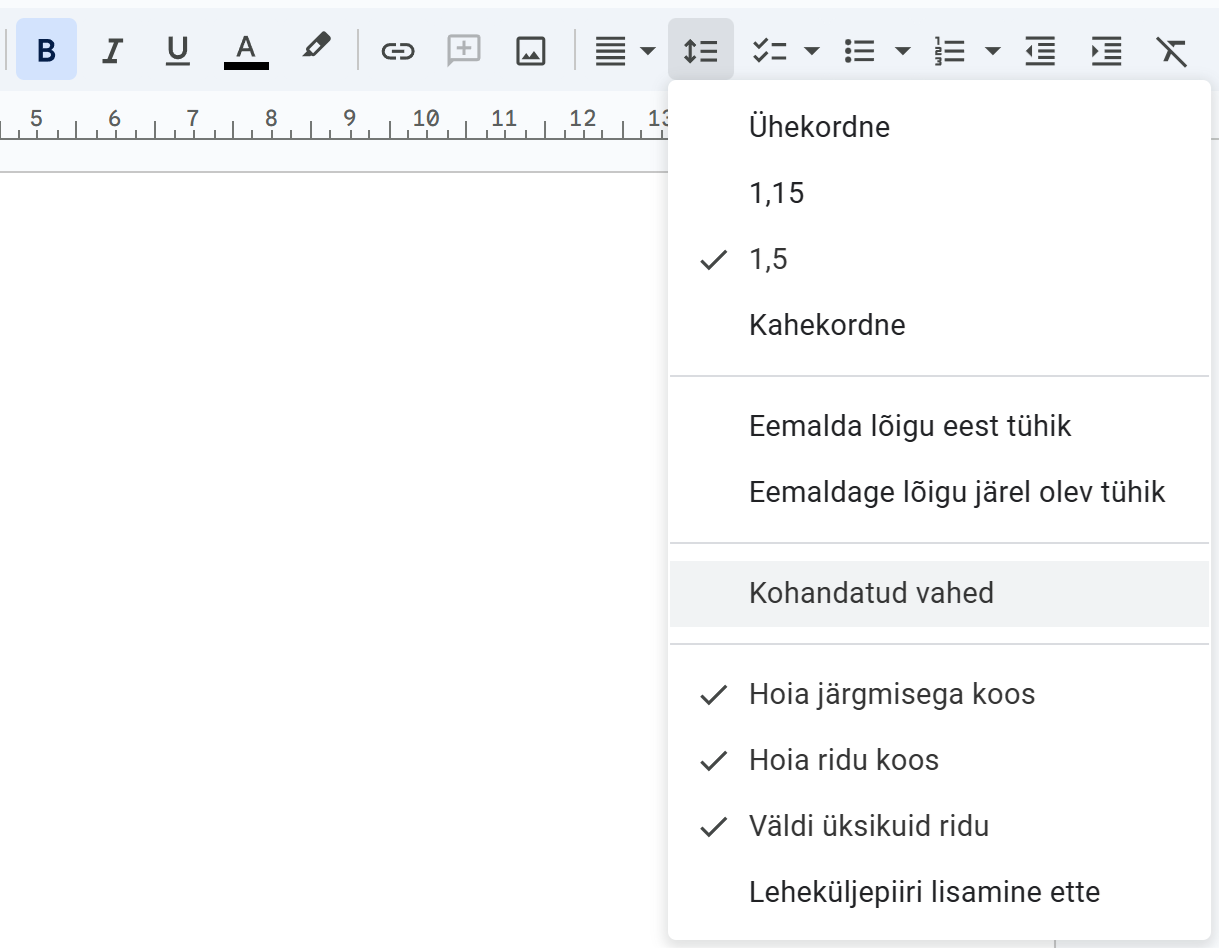 B I U A
5 6 7 8 9 10 11 12 13
Ühekordne
1,15
1,5
Kahekordne
Eemalda lõigu eest tühik
Eemaldage lõigu järel olev tühik
Kohandatud vahed
Hoia järgmisega koos
Hoia ridu koos
Väldi üksikuid ridu
Leheküljepiiri lisamine ette